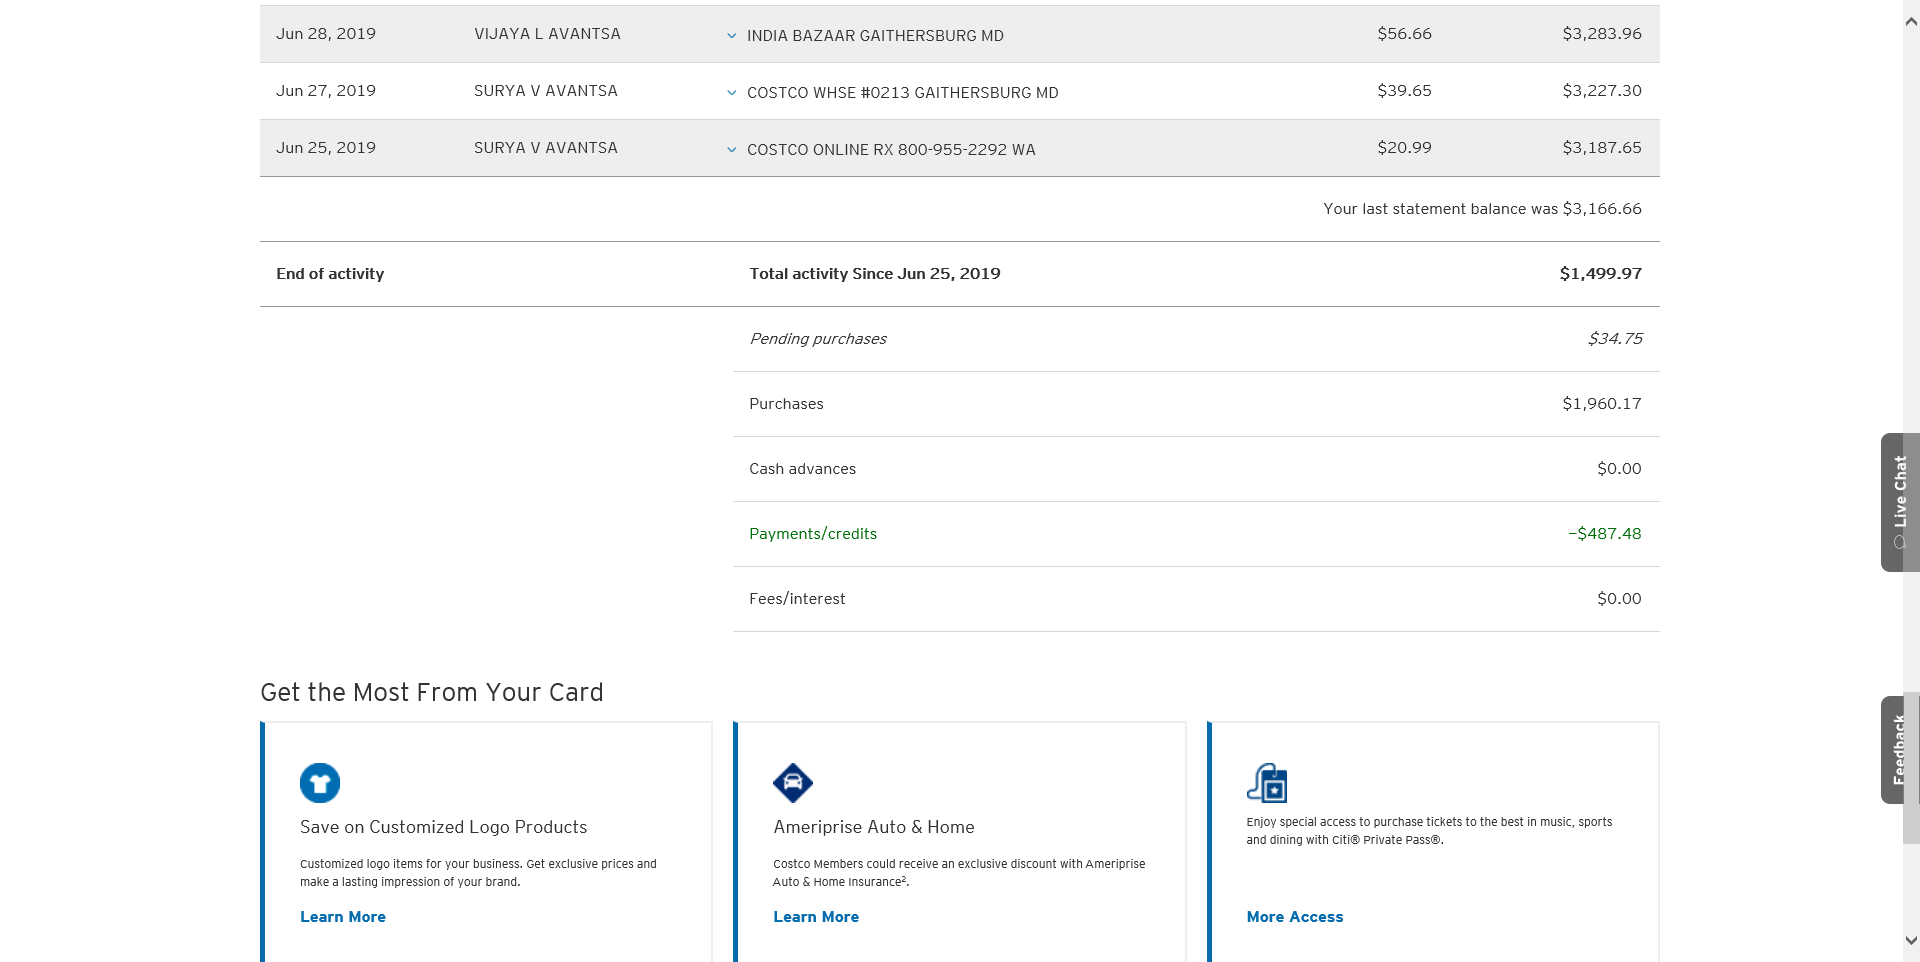 Jun 28, 2019 VIJAYA L AVANTSA INDIA BAZAAR GAITHERSBURG MD $56.66 $3,283.96
Jun 27, 2019 SURYA V AVANTSA COSTCO WHSE #0213 GAITHERSBURG MD $39.65 $3,227.30
Jun 25, 2019 SURYA V AVANTSA COSTCO ONLINE RX 800-955-2292 WA $20.99 $3,187.65
Your last statement balance was $3,166.66
End of activity Total activity Since Jun 25, 2019 $1,499.97
Pending purchases $34.75
Purchases $1,960.17
Cash advances $0.00
Payments/credits –$487.48
Fees/interest $0.00
Live Chat
Feedback
Get the Most From Your Card
Save on Customized Logo Products
Customized logo items for your business. Get exclusive prices and
make a lasting impression of your brand.
Learn More
Ameriprise Auto & Home
Costco Members could receive an exclusive discount with Ameriprise
Auto & Home Insurance².
Learn More
Enjoy special access to purchase tickets to the best in music, sports
and dining with Citi® Private Pass®.
More Access